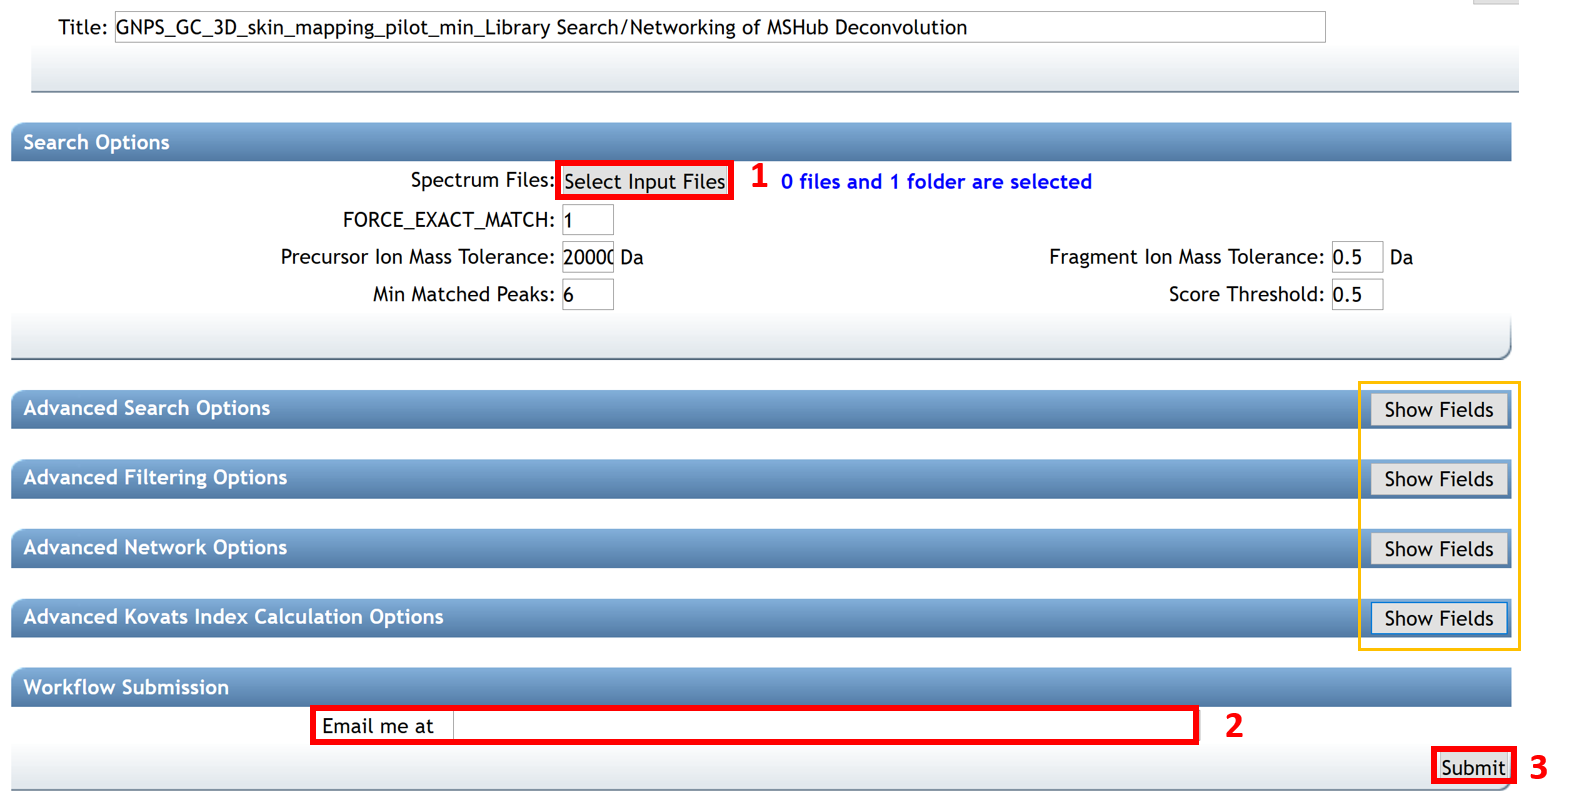 Title: GNPS_GC_3D_skin_mapping_pilot_min_Library Search/Networking of MSHub Deconvolution
Search Options
Spectrum Files: Select Input Files 1 0 files and 1 folder are selected
FORCE_EXACT_MATCH: 1
Precursor Ion Mass Tolerance: 20000 Da Fragment Ion Mass Tolerance: 0.5 Da
Min Matched Peaks: 6 Score Threshold: 0.5
Advanced Search Options Show Fields
Advanced Filtering Options Show Fields
Advanced Network Options Show Fields
Advanced Kovats Index Calculation Options Show Fields
Workflow Submission
Email me at 2
Submit 3